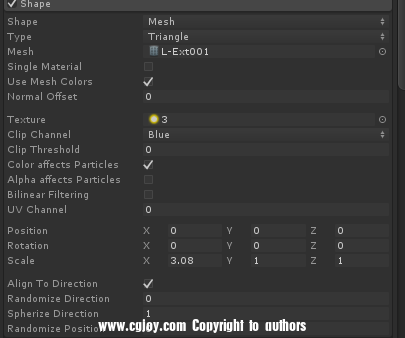 Shape
Shape Mesh
Type Triangle
Mesh L-Ext001
Single Material
Use Mesh Colors
Normal Offset 0
Texture 3
Clip Channel Blue
Clip Threshold 0
Color affects Particles
Alpha affects Particles
Bilinear Filtering
UV Channel 0
Position X 0 Y 0 Z 0
Rotation X 0 Y 0 Z 0
Scale X 3.08 Y 1 Z 1
Align To Direction
Randomize Direction 0
Spherize Direction 1
Randomize Position
www.cgjoy.com Copyright to authors